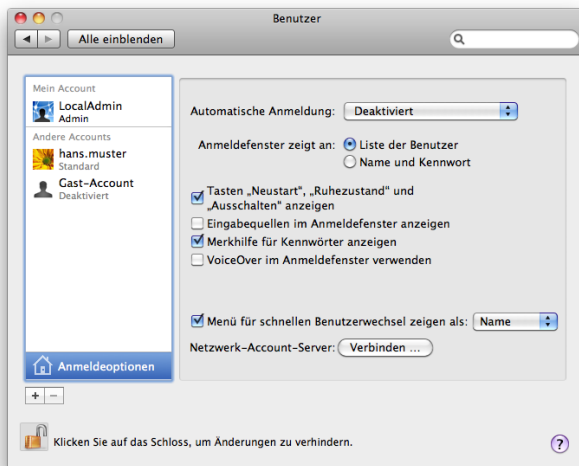 Benutzer
Alle einblenden
Mein Account
LocalAdmin
Admin
Andere Accounts
hans.muster
Standard
Gast-Account
Deaktiviert
Anmeldeoptionen
+ −
Automatische Anmeldung: Deaktiviert
Anmeldefenster zeigt an: Liste der Benutzer
Name und Kennwort
Tasten „Neustart“, „Ruhezustand“ und
„Ausschalten“ anzeigen
Eingabequellen im Anmeldefenster anzeigen
Merkhilfe für Kennwörter anzeigen
VoiceOver im Anmeldefenster verwenden
Menü für schnellen Benutzerwechsel zeigen als: Name
Netzwerk-Account-Server: Verbinden ...
Klicken Sie auf das Schloss, um Änderungen zu verhindern.
?